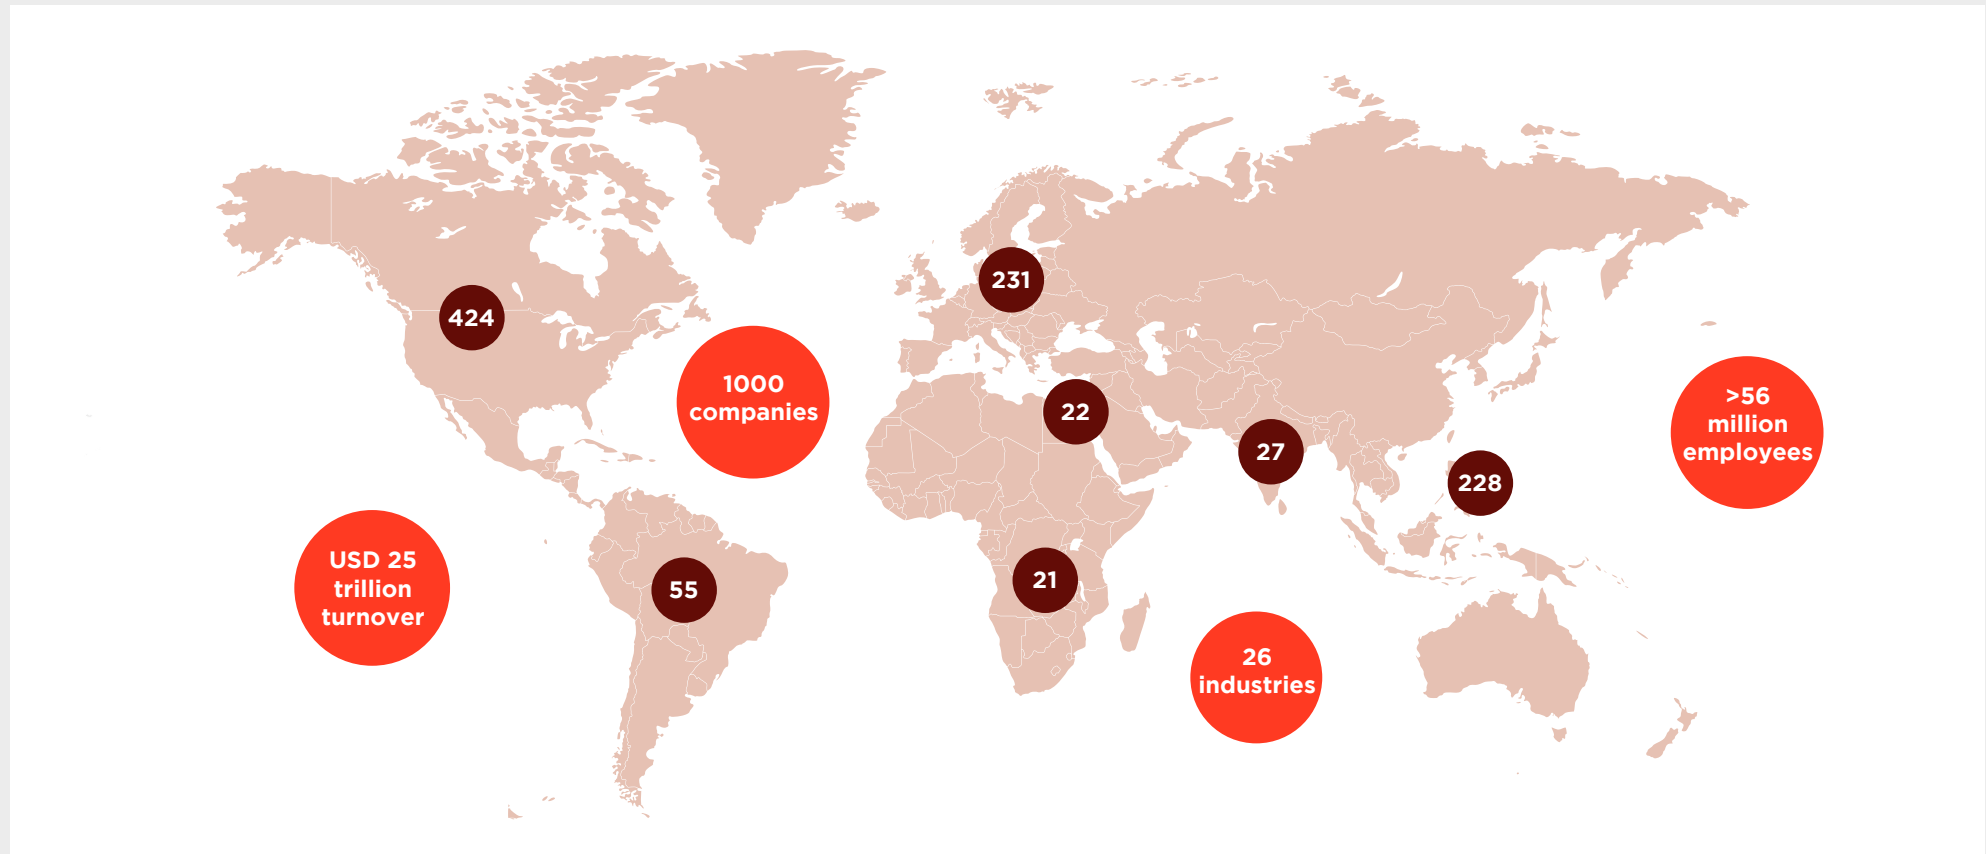 231
424
1000
companies
>56
million
employees
22
27
228
USD 25
trillion
turnover
55
21
26
industries